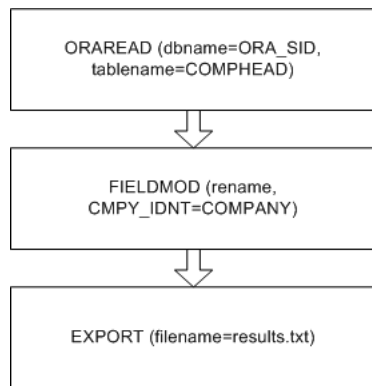 ORAREAD (dbname=ORA_SID,
tablename=COMPHEAD)
FIELDMOD (rename,
CMPY_IDNT=COMPANY)
EXPORT (filename=results.txt)